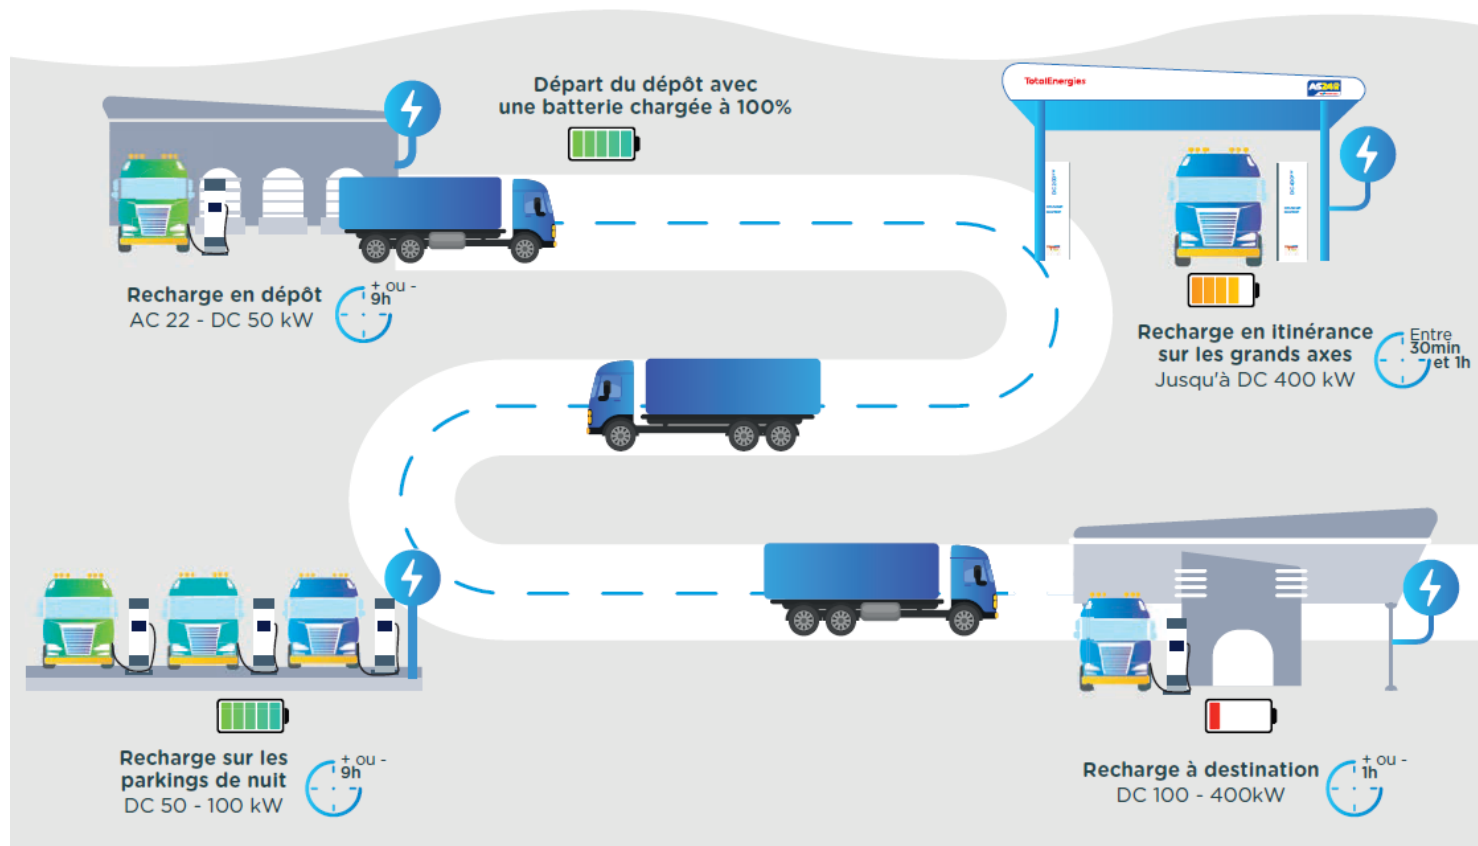 Départ du dépôt avec
une batterie chargée à 100%
TotalEnergies
AS24
Recharge en dépôt
AC 22 - DC 50 kW
+ ou -
9h
Recharge en itinérance
sur les grands axes
Jusqu'à DC 400 kW
Entre
30min
et 1h
Recharge sur les
parkings de nuit
DC 50 - 100 kW
+ ou -
9h
Recharge à destination
DC 100 - 400kW
+ ou -
1h